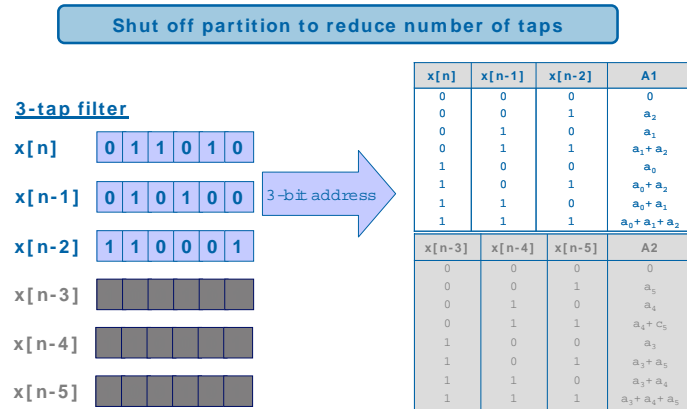 Shut off partition to reduce number of taps
3-tap filter
x[n] 0 1 1 0 1 0
x[n-1] 0 1 0 1 0 0
x[n-2] 1 1 0 0 0 1
x[n-3]
x[n-4]
x[n-5]
3-bit address
x[n] x[n-1] x[n-2] A1
0 0 0 0
0 0 1 a₂
0 1 0 a₁
0 1 1 a₁+a₂
1 0 0 a₀
1 0 1 a₀+a₂
1 1 0 a₀+a₁
1 1 1 a₀+a₁+a₂
x[n-3] x[n-4] x[n-5] A2
0 0 0 0
0 0 1 a₅
0 1 0 a₄
0 1 1 a₄+c₅
1 0 0 a₃
1 0 1 a₃+a₅
1 1 0 a₃+a₄
1 1 1 a₃+a₄+a₅